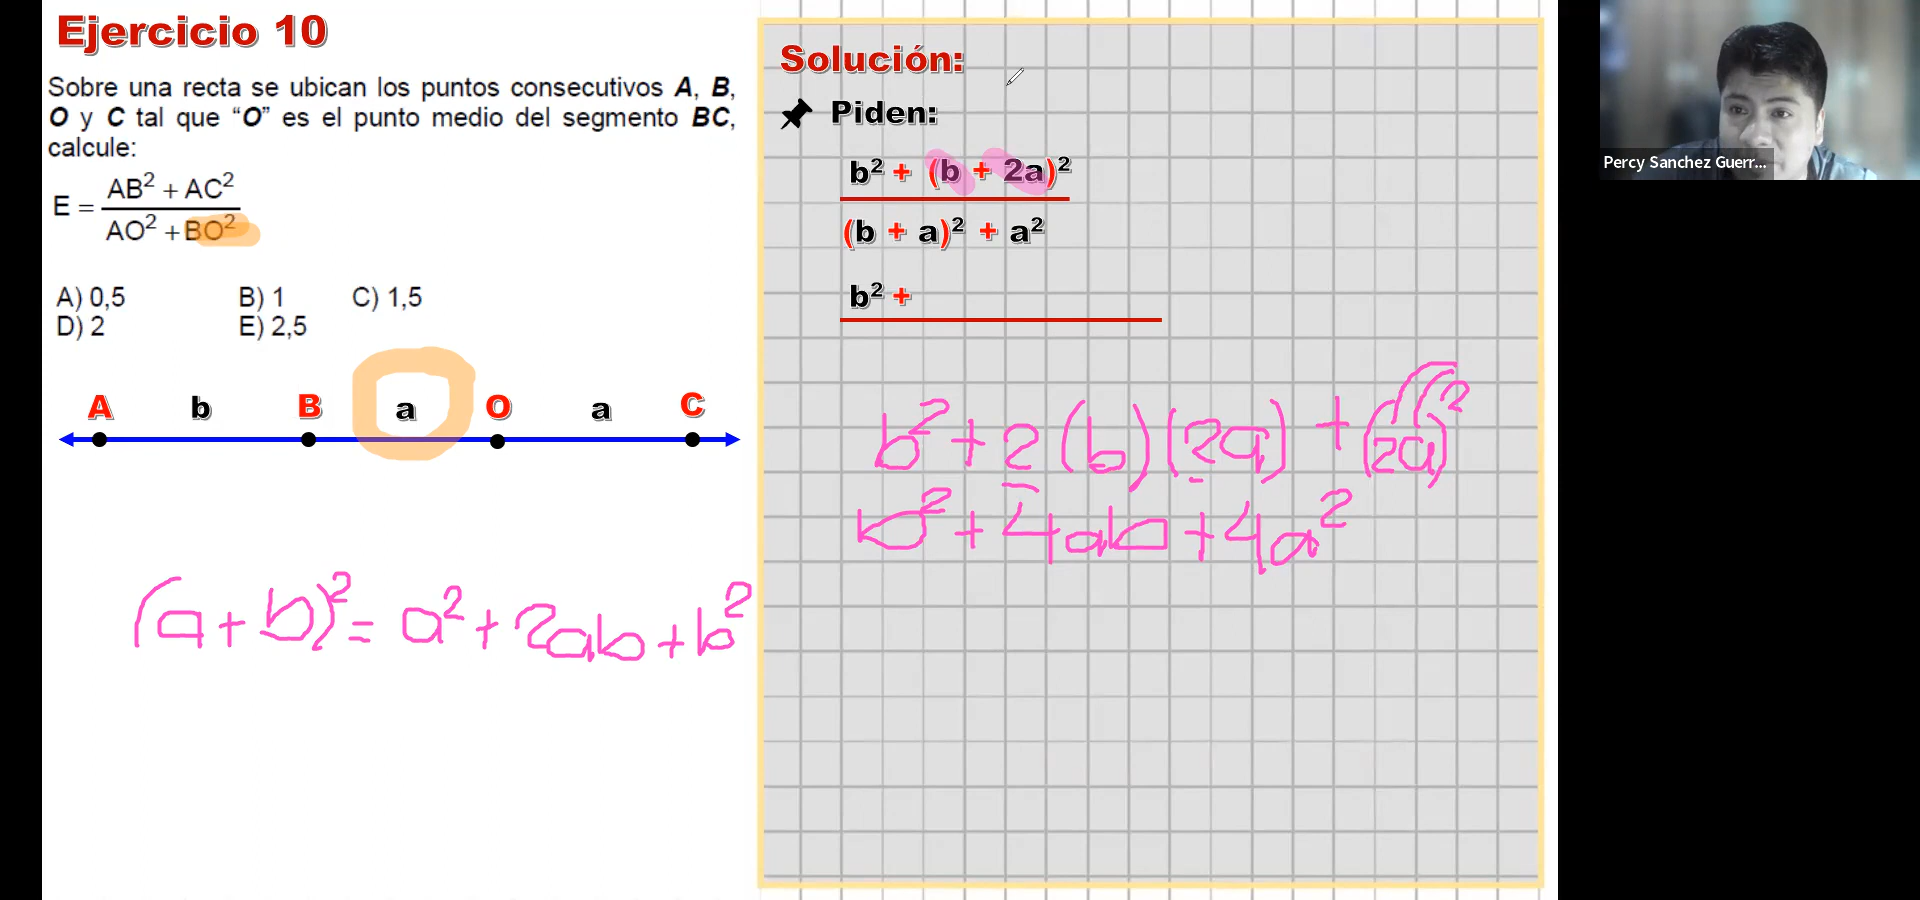 Ejercicio 10
Sobre una recta se ubican los puntos consecutivos A, B,
O y C tal que “O” es el punto medio del segmento BC,
calcule:
E = (AB² + AC²) / (AO² + BO²)
A) 0,5 B) 1 C) 1,5
D) 2 E) 2,5
A b B a O a C
(a + b)² = a² + 2ab + b²
Solución:
Piden:
b² + (b + 2a)²
(b + a)² + a²
b² +
b² + 2(b)(2a) + (2a)²
b² + 4ab + 4a²
Percy Sanchez Guerr...